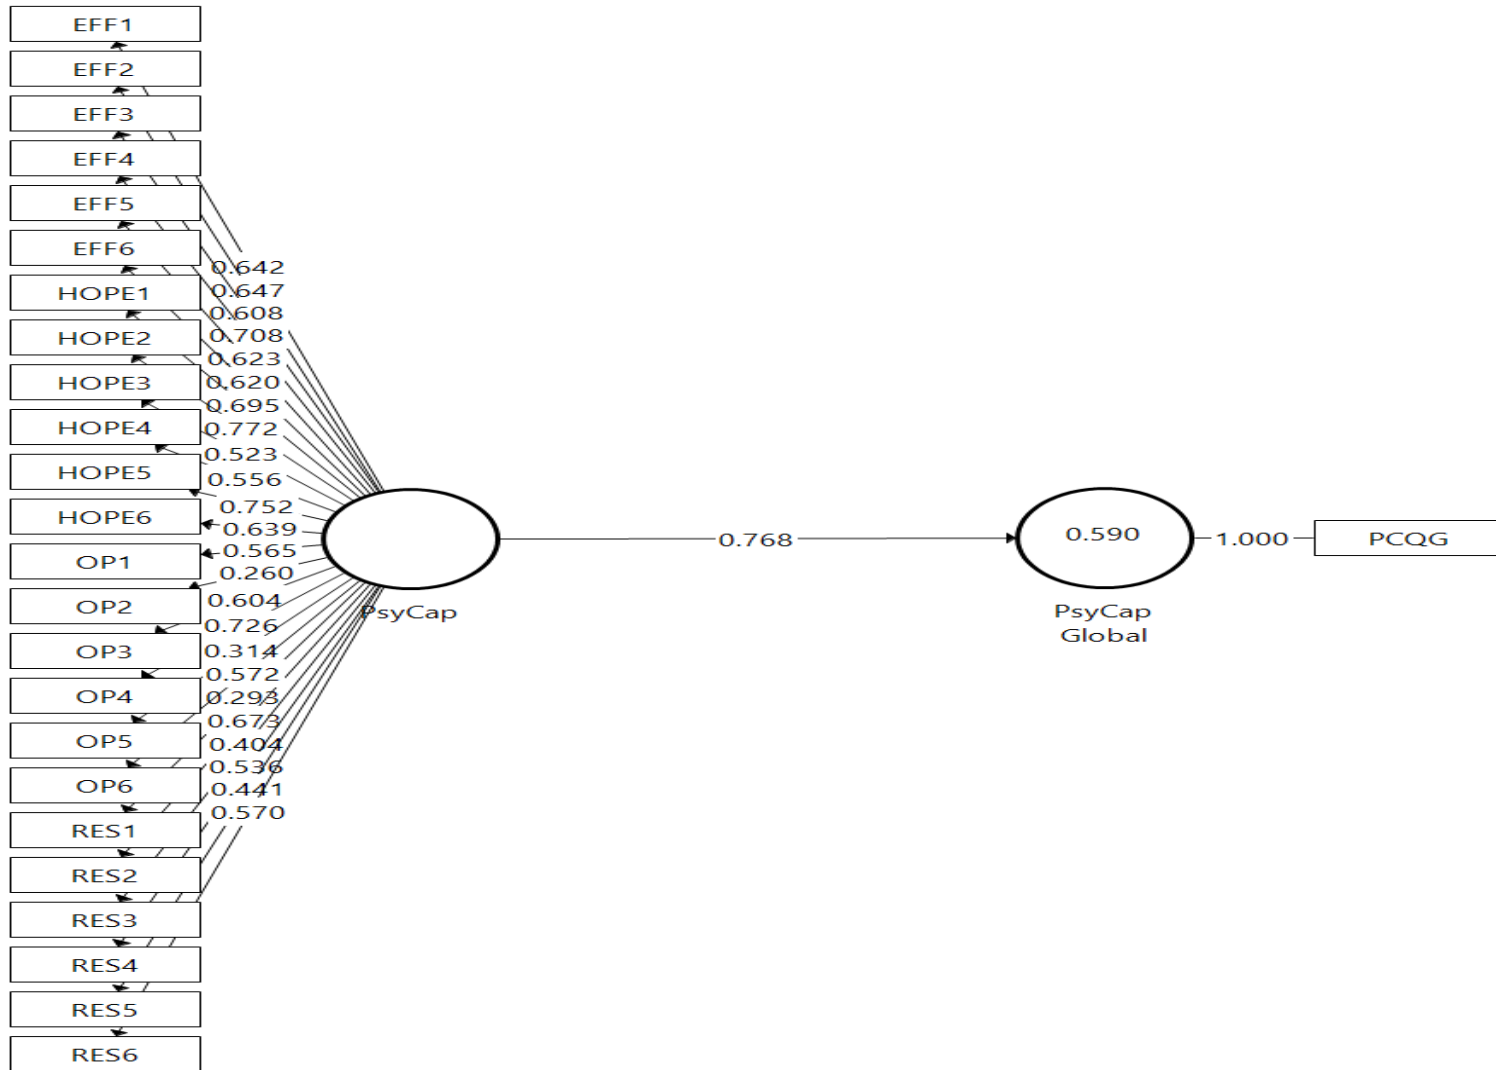 EFF1
EFF2
EFF3
EFF4
EFF5
EFF6
HOPE1
HOPE2
HOPE3
HOPE4
HOPE5
HOPE6
OP1
OP2
OP3
OP4
OP5
OP6
RES1
RES2
RES3
RES4
RES5
RES6
0.642
0.647
0.608
0.708
0.623
0.620
0.695
0.772
0.523
0.556
0.752
0.639
0.565
0.260
0.604
0.726
0.314
0.572
0.293
0.673
0.404
0.536
0.441
0.570
PsyCap
0.768
0.590
PsyCap
Global
1.000
PCQG